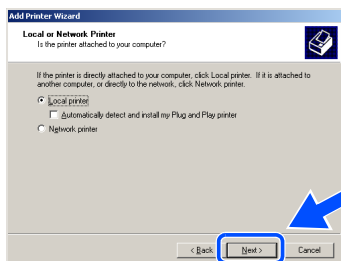 Add Printer Wizard
Local or Network Printer
Is the printer attached to your computer?
If the printer is directly attached to your computer, click Local printer. If it is attached to
another computer, or directly to the network, click Network printer.
Local printer
Automatically detect and install my Plug and Play printer
Network printer
< Back
Next >
Cancel